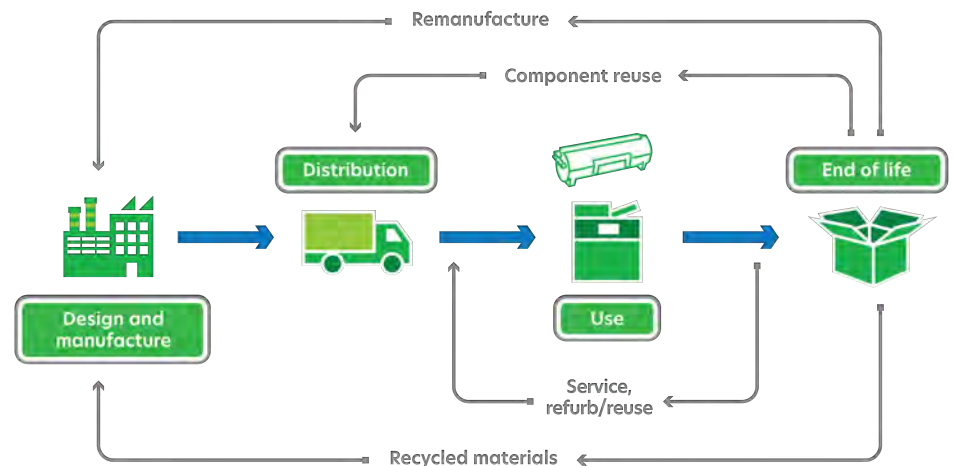 Remanufacture
Component reuse
Distribution
End of life
Design and
manufacture
Use
Service,
refurb/reuse
Recycled materials